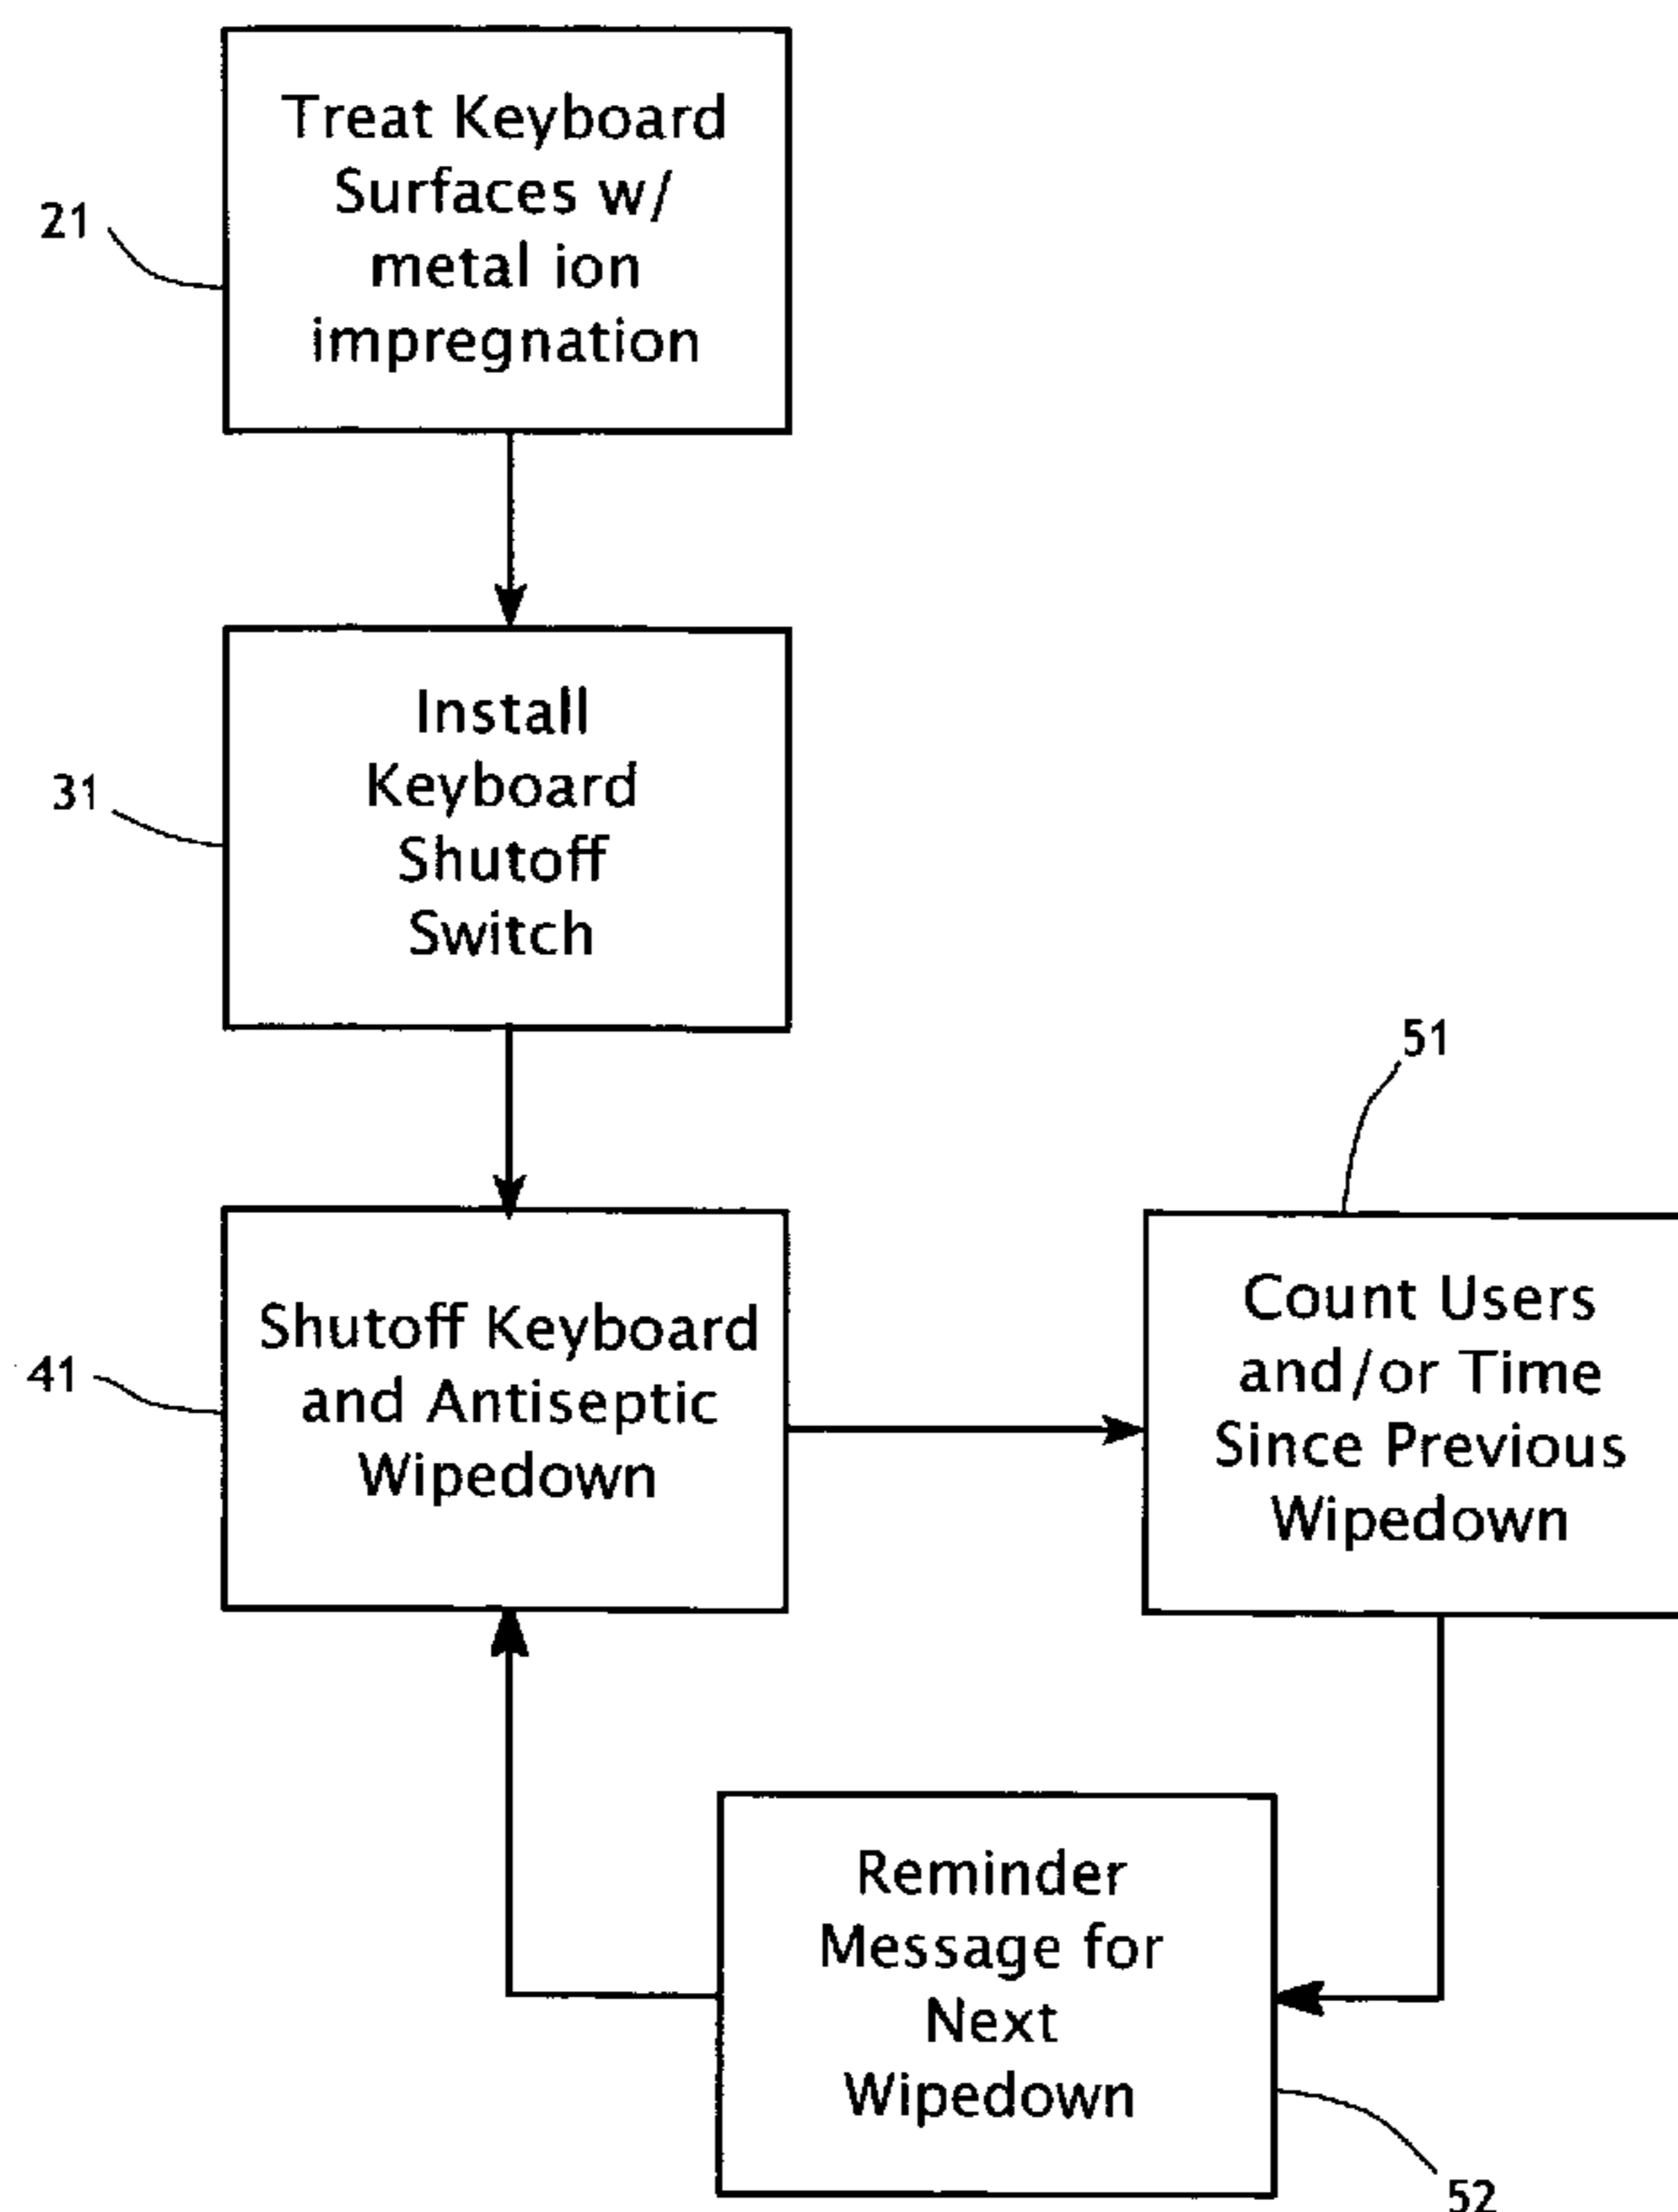 Treat Keyboard
Surfaces w/
metal ion
impregnation
21
Install
Keyboard
Shutoff
Switch
31
Shutoff Keyboard
and Antiseptic
Wipedown
41
51
Count Users
and/or Time
Since Previous
Wipedown
Reminder
Message for
Next
Wipedown
52